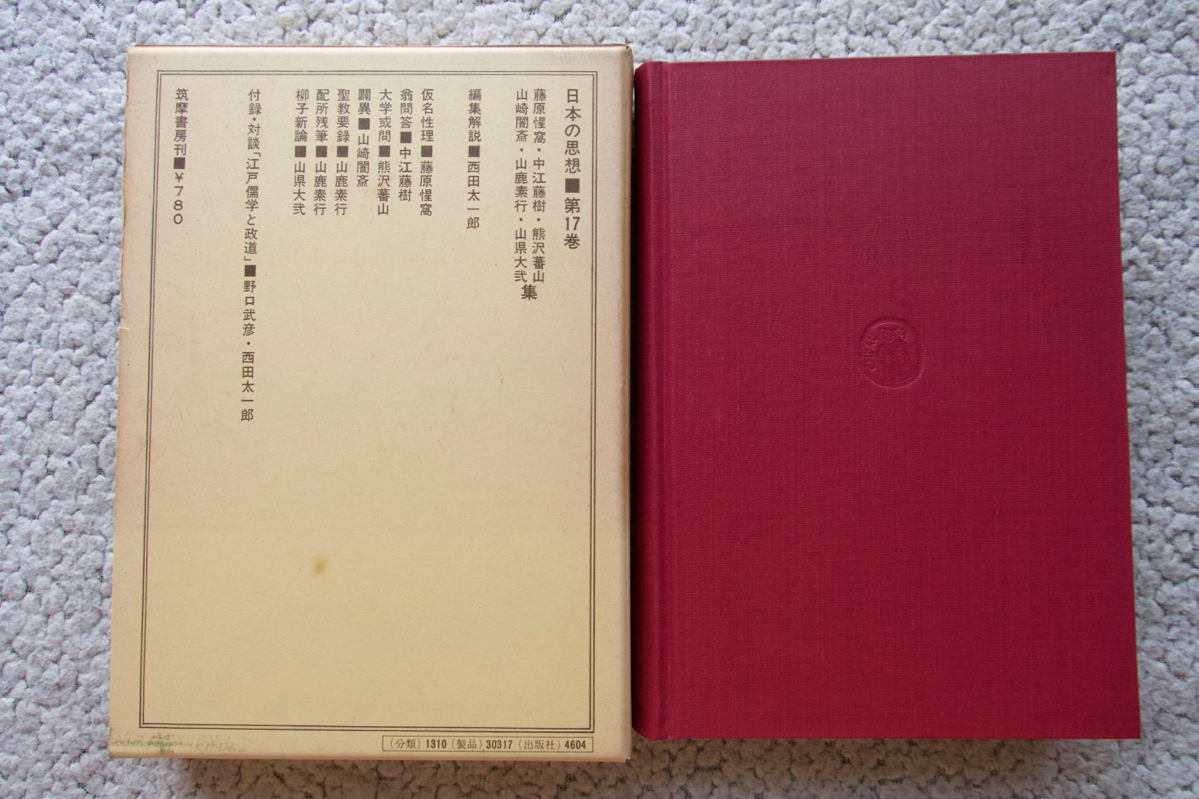 日本の思想■第17巻
藤原惺窩・中江藤樹・熊沢蕃山
山崎闇斎・山鹿素行・山県大弐集
編集解説■西田太一郎
仮名性理■藤原惺窩
翁問答■中江藤樹
大学或問■熊沢蕃山
闢異■山崎闇斎
聖教要録■山鹿素行
配所残筆■山鹿素行
柳子新論■山県大弐
付録・対談「江戸儒学と政道」■野口武彦・西田太一郎
筑摩書房刊■¥780
(分類)1310(製品)30317(出版社)4604